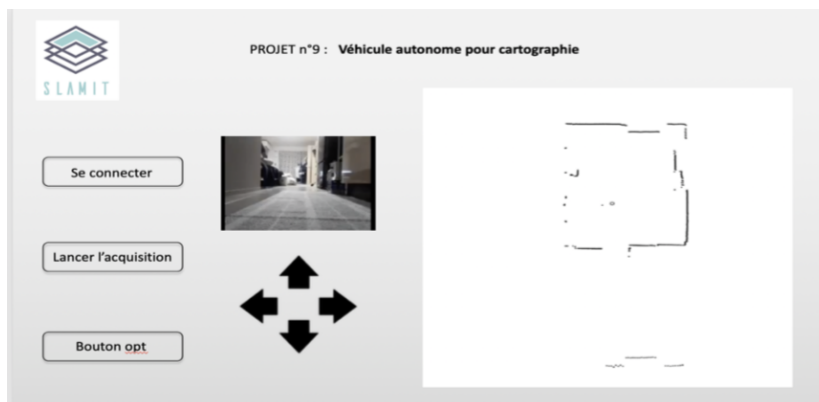 PROJET n°9 : Véhicule autonome pour cartographie
SLAMIT
Se connecter
Lancer l'acquisition
Bouton opt